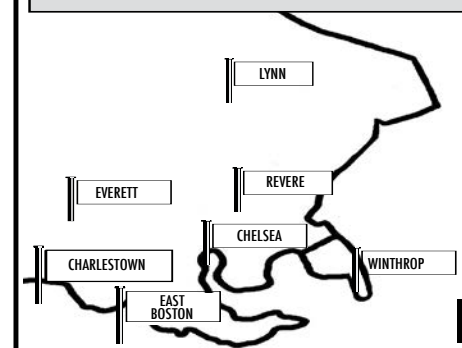 LYNN
REVERE
EVERETT
CHELSEA
CHARLESTOWN
WINTHROP
EAST
BOSTON